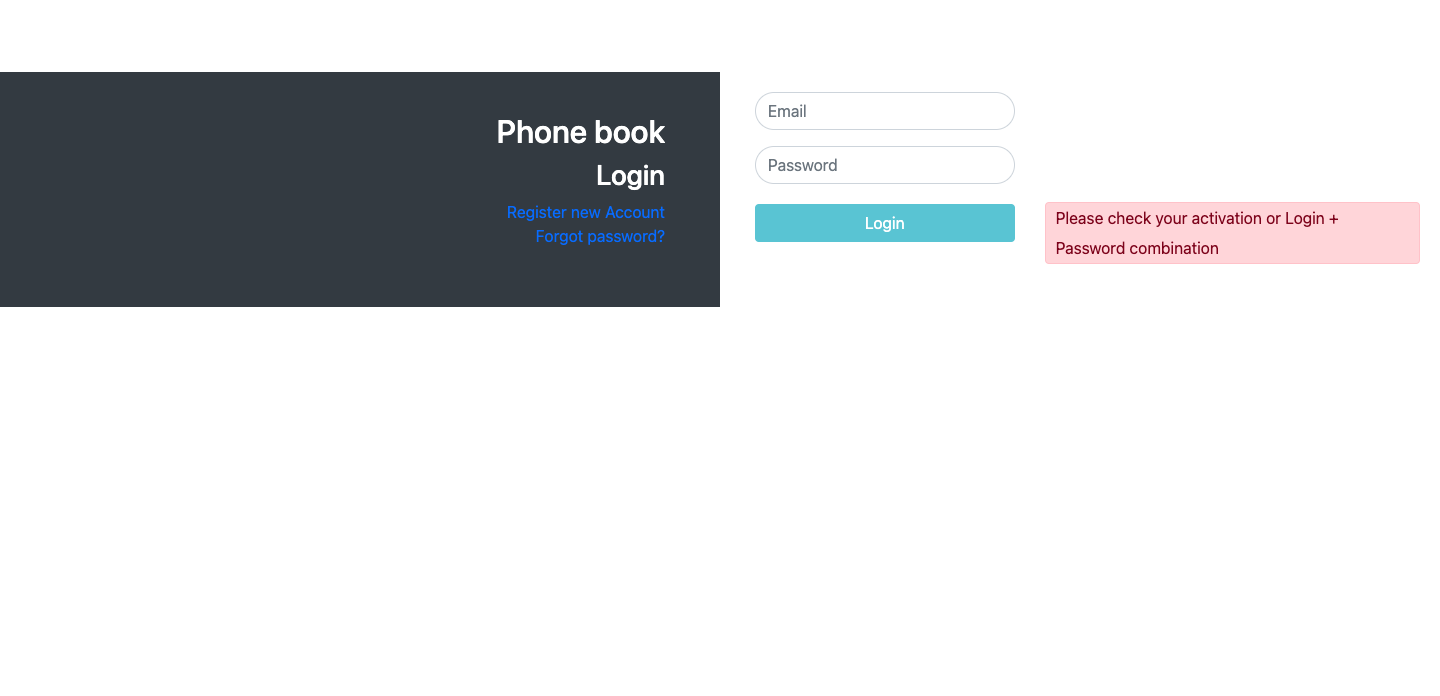 Phone book
Login
Register new Account
Forgot password?
Email
Password
Login
Please check your activation or Login +
Password combination